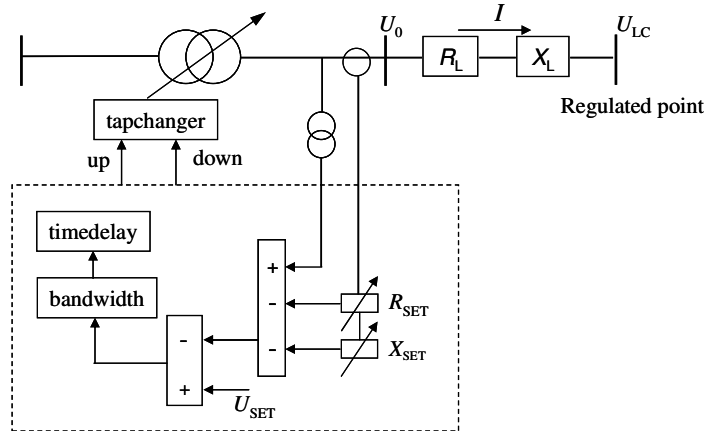 U0
I
ULC
RL
XL
Regulated point
tapchanger
up
down
timedelay
bandwidth
+
-
-
RSET
XSET
-
+
USET